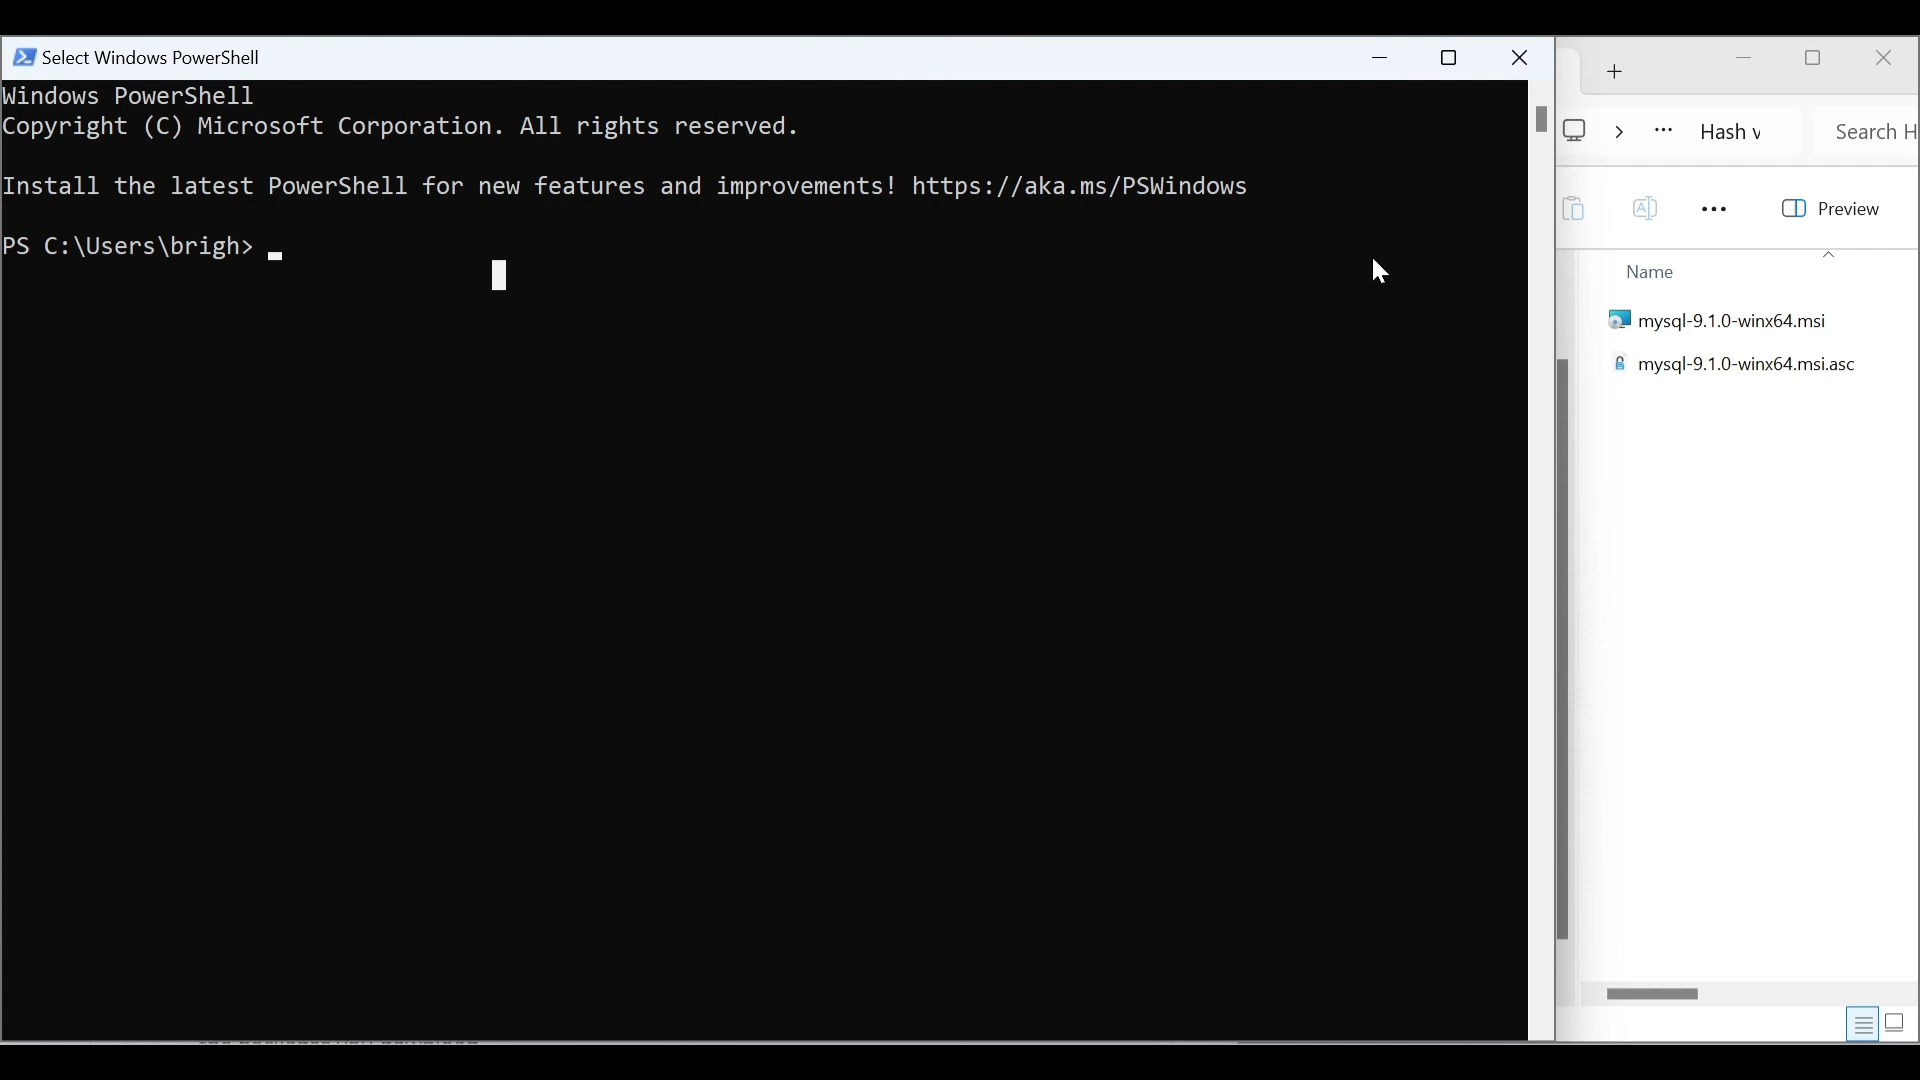 Select Windows PowerShell
Windows PowerShell
Copyright (C) Microsoft Corporation. All rights reserved.
Install the latest PowerShell for new features and improvements! https://aka.ms/PSWindows
PS C:\Users\brigh>
Hash v
Search H
Preview
Name
mysql-9.1.0-winx64.msi
mysql-9.1.0-winx64.msi.asc